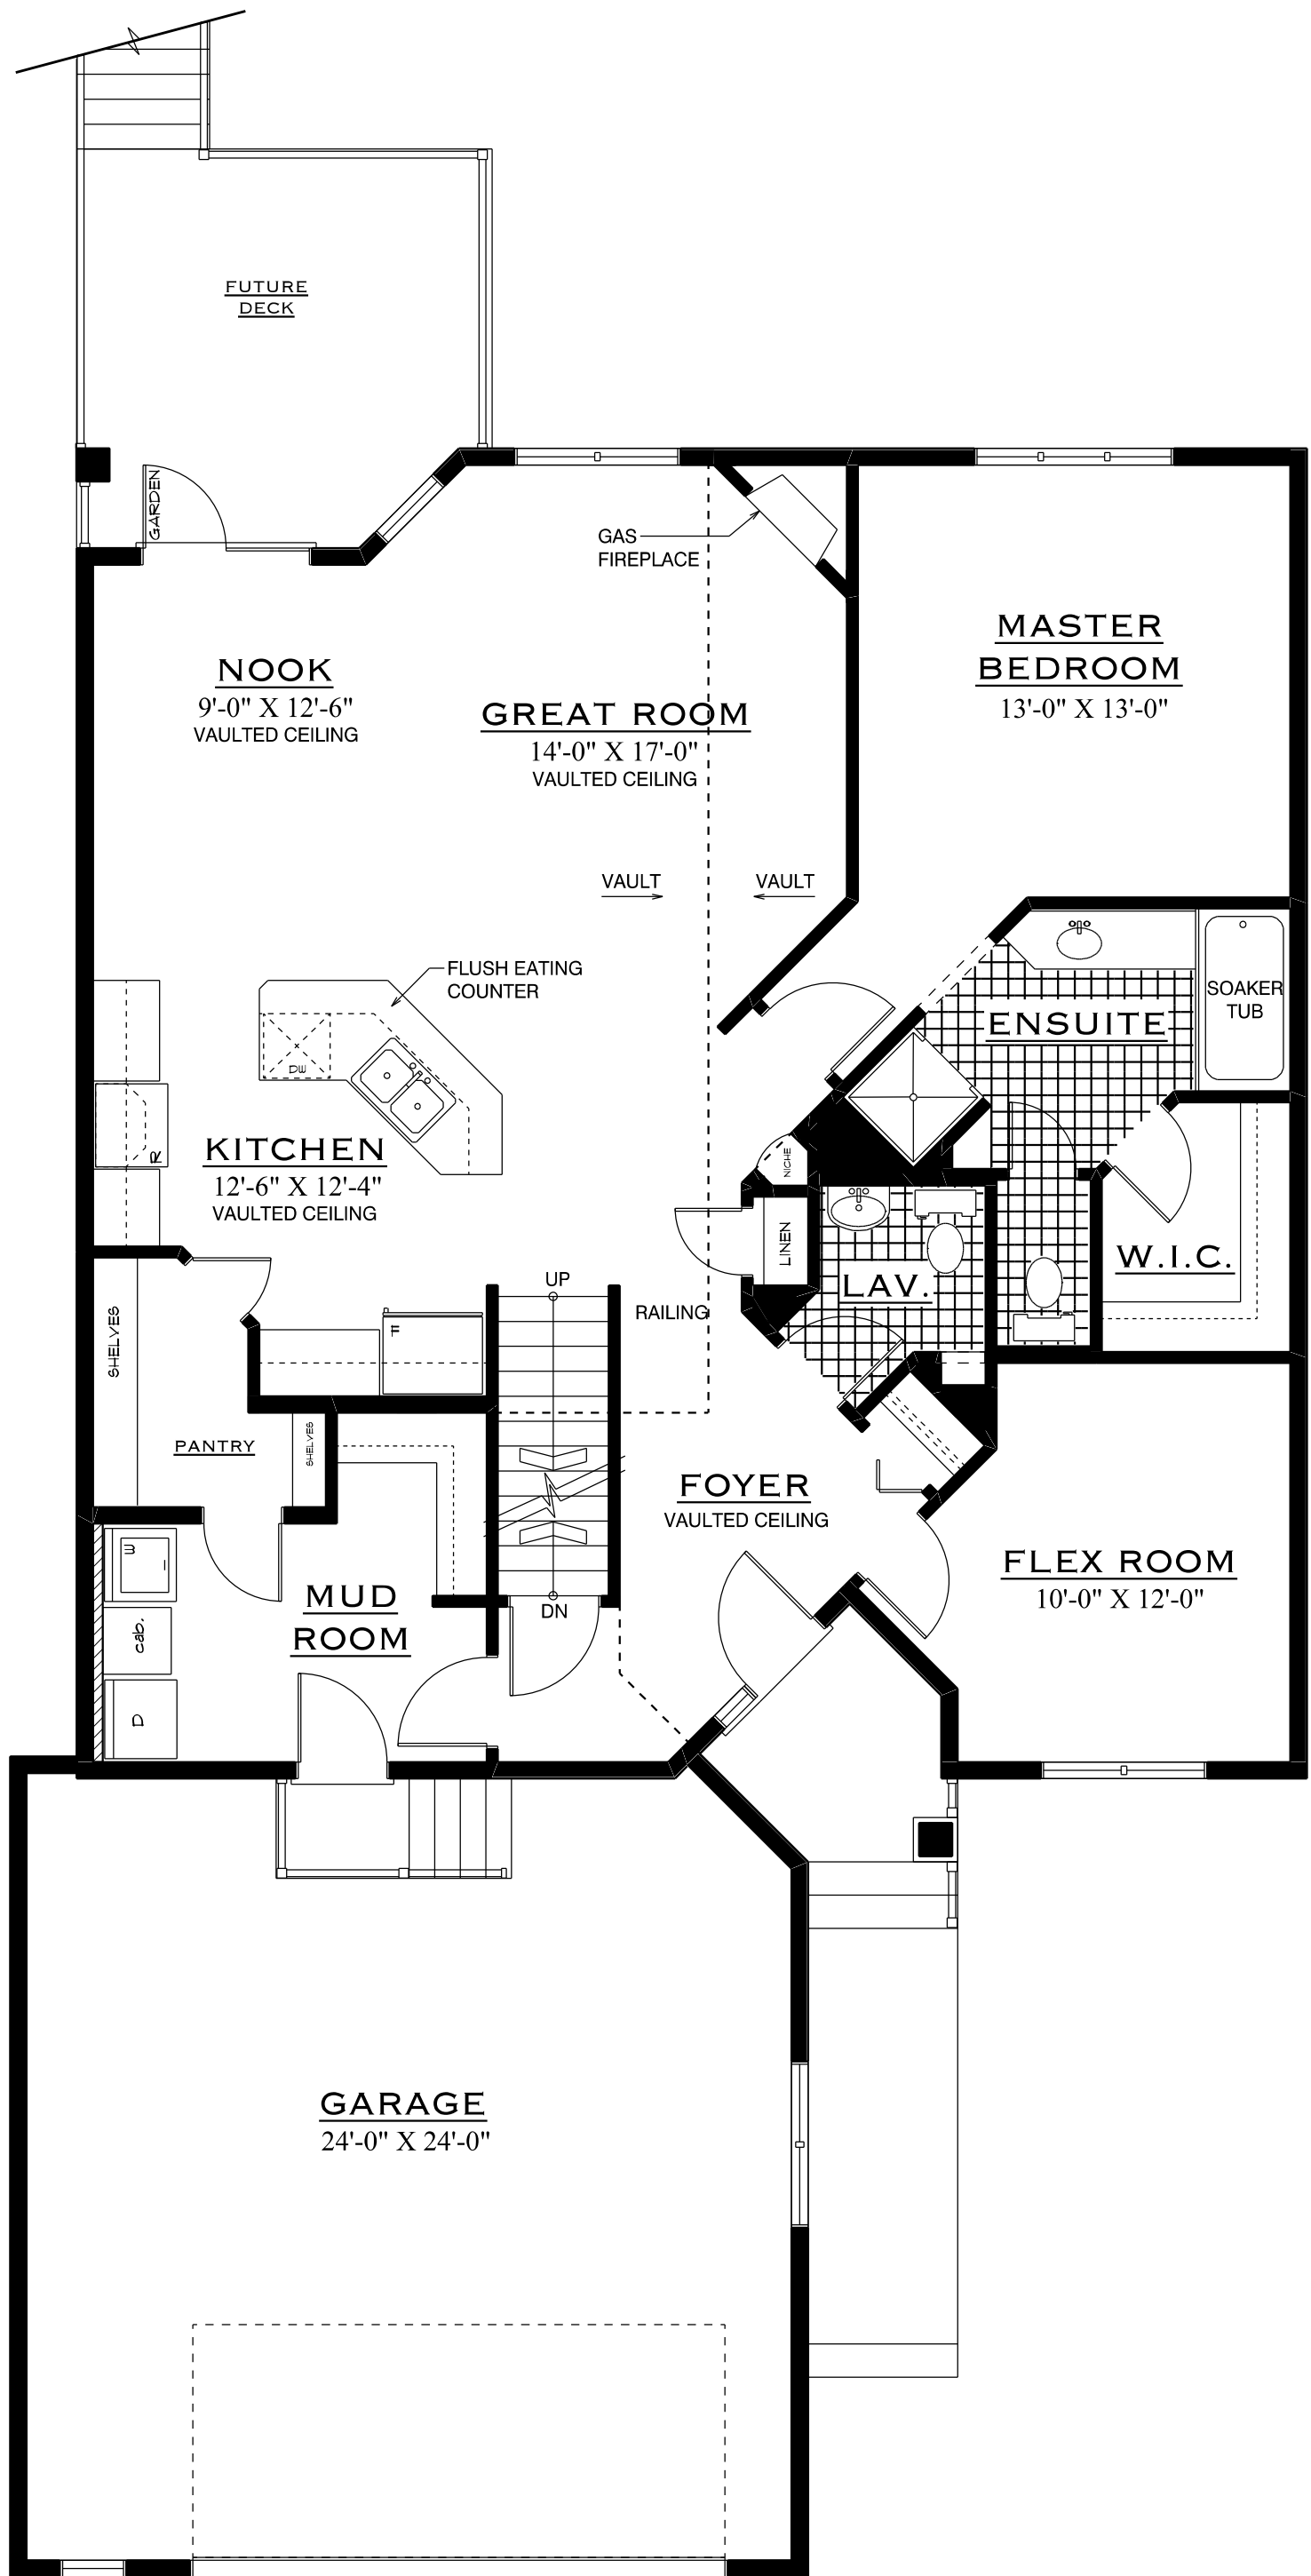 FUTURE
DECK
GARDEN
GAS
FIREPLACE
MASTER
BEDROOM
13'-0" X 13'-0"
NOOK
9'-0" X 12'-6"
VAULTED CEILING
GREAT ROOM
14'-0" X 17'-0"
VAULTED CEILING
VAULT
VAULT
FLUSH EATING
COUNTER
SOAKER
TUB
ENSUITE
DW
KITCHEN
12'-6" X 12'-4"
VAULTED CEILING
R
NICHE
LINEN
W.I.C.
LAV.
UP
RAILING
F
SHELVES
PANTRY
SHELVES
FOYER
VAULTED CEILING
FLEX ROOM
10'-0" X 12'-0"
W
MUD
ROOM
DN
cab.
D
GARAGE
24'-0" X 24'-0"